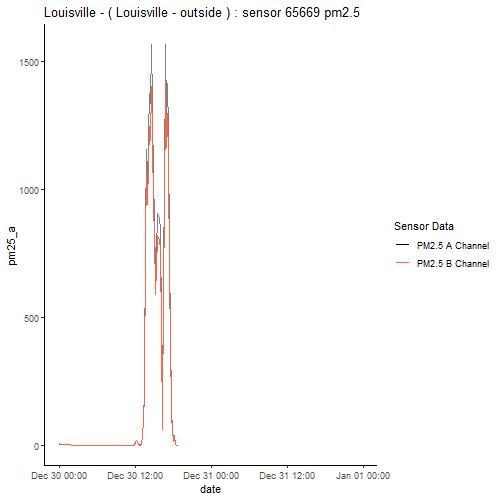 Louisville - ( Louisville - outside ) : sensor 65669 pm2.5
1500
1000
500
0
pm25_a
Dec 30 00:00 Dec 30 12:00 Dec 31 00:00 Dec 31 12:00 Jan 01 00:00
date
Sensor Data
PM2.5 A Channel
PM2.5 B Channel